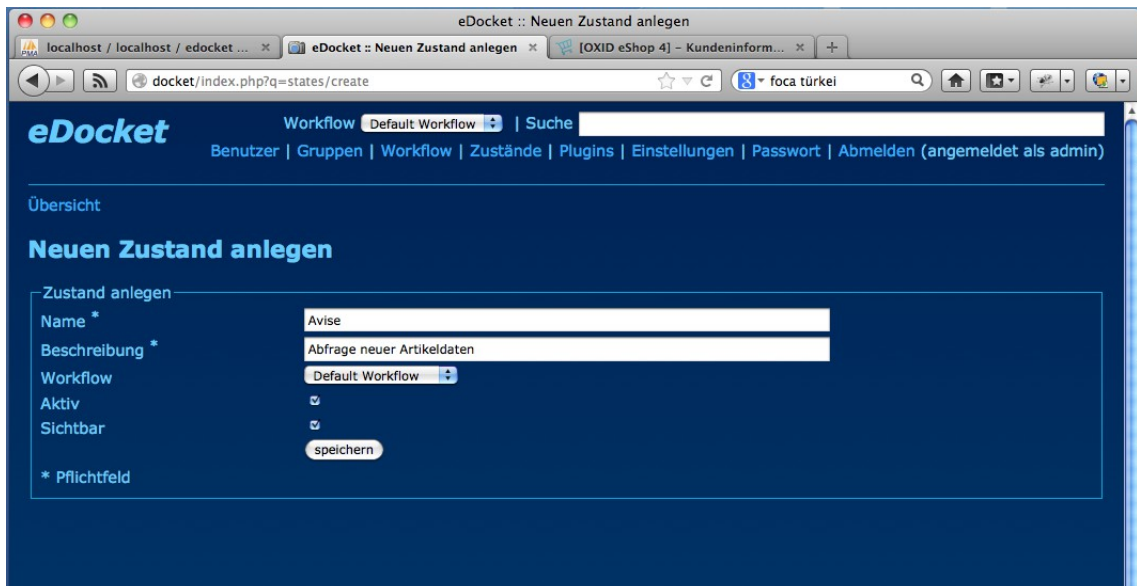 eDocket :: Neuen Zustand anlegen
localhost / localhost / edocket ... × eDocket :: Neuen Zustand anlegen × [OXID eShop 4] – Kundeninform... × +
docket/index.php?q=states/create foca türkei
eDocket Workflow Default Workflow | Suche
Benutzer | Gruppen | Workflow | Zustände | Plugins | Einstellungen | Passwort | Abmelden (angemeldet als admin)
Übersicht
Neuen Zustand anlegen
Zustand anlegen
Name * Avise
Beschreibung * Abfrage neuer Artikeldaten
Workflow Default Workflow
Aktiv
Sichtbar
speichern
* Pflichtfeld